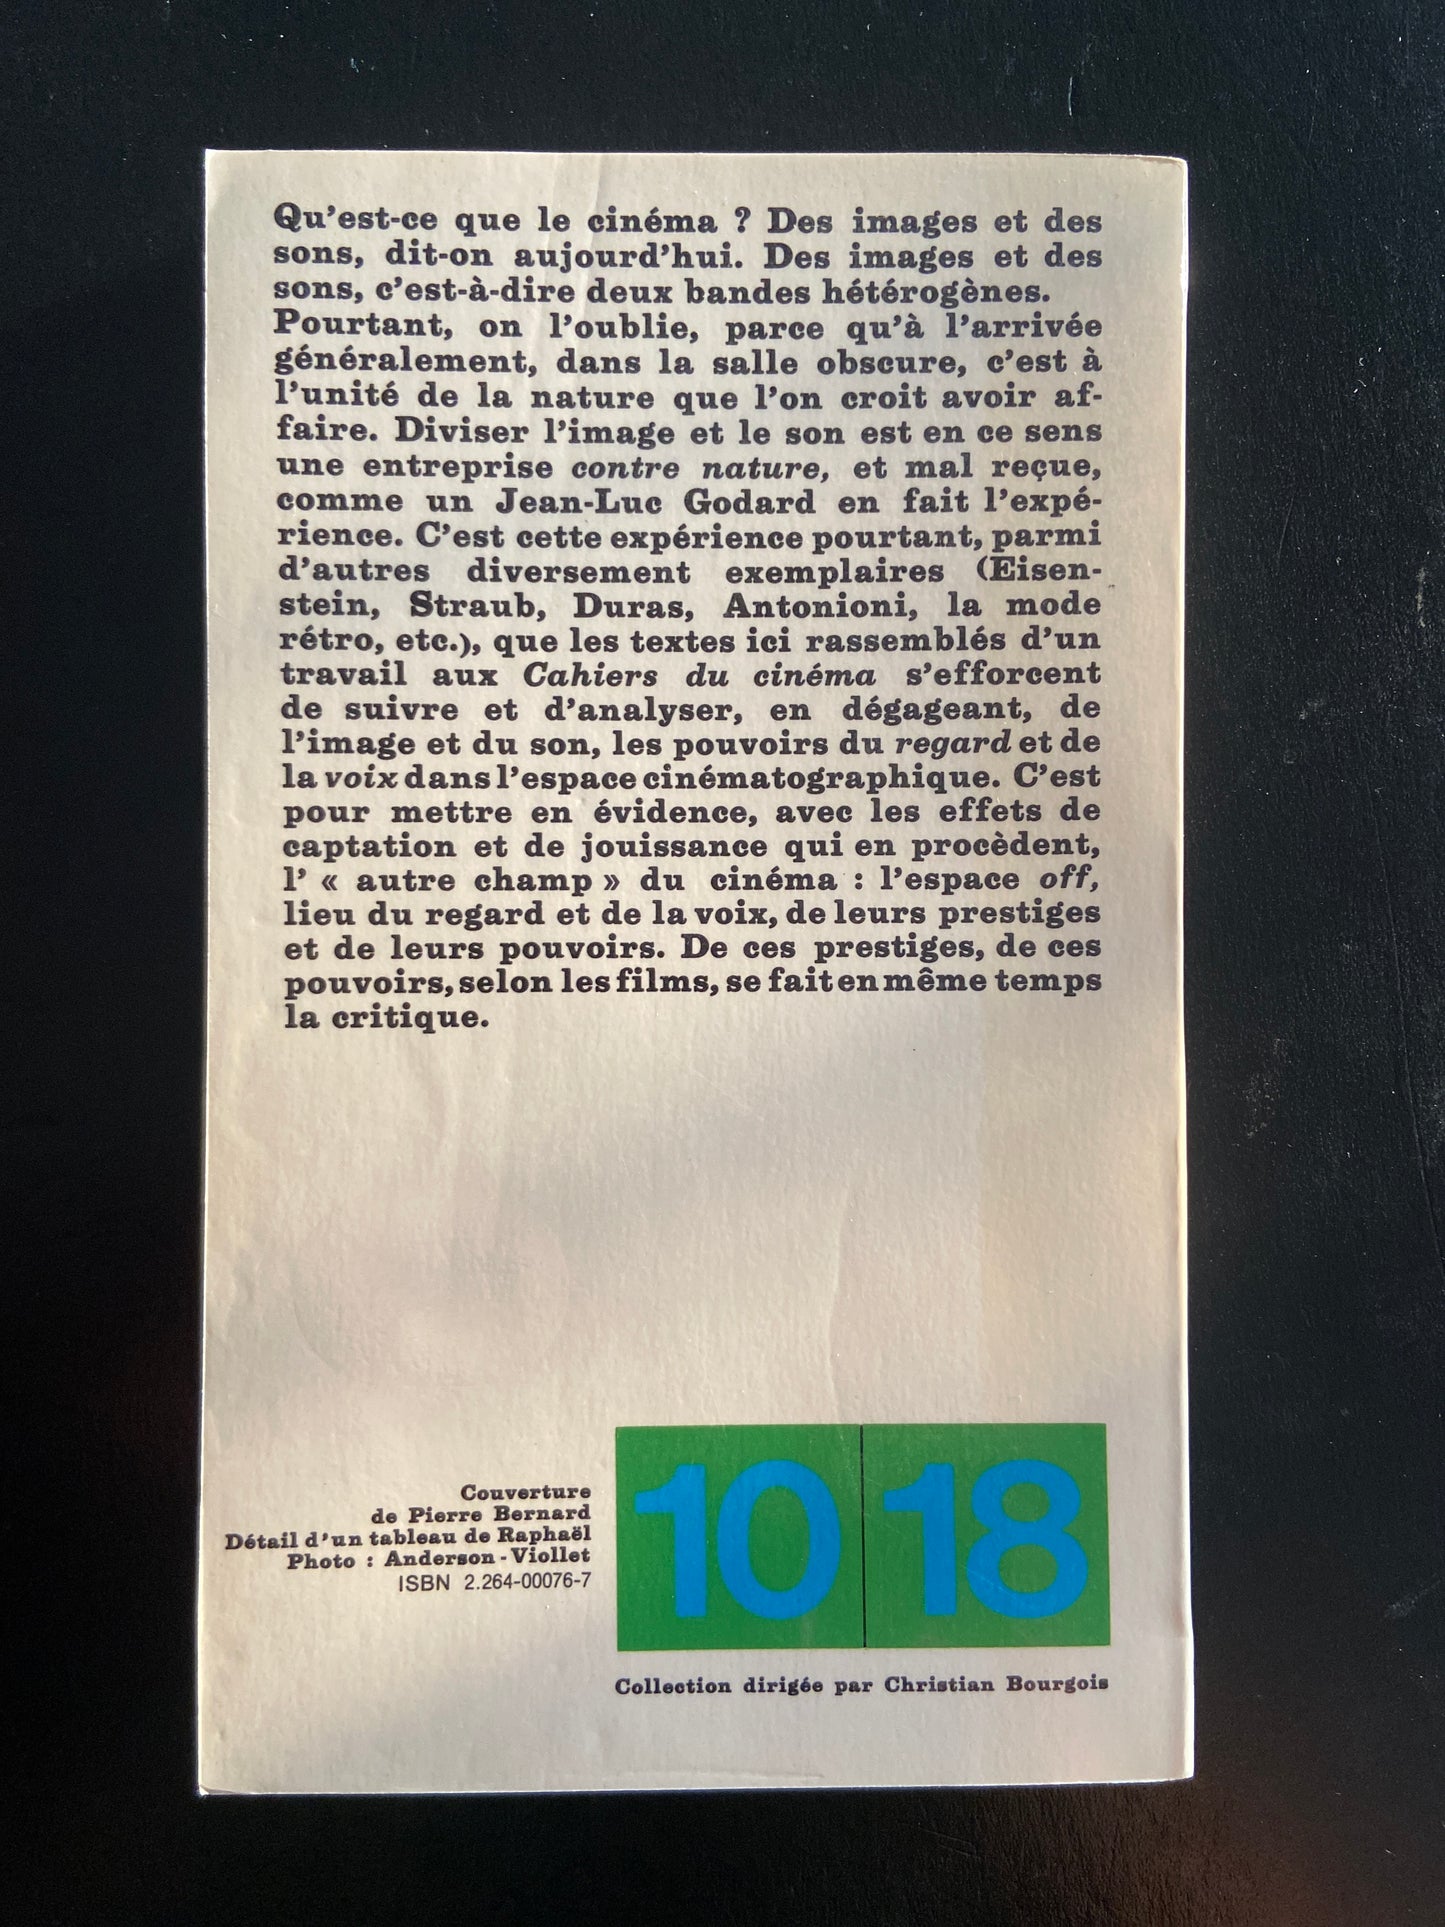 Qu'est-ce que le cinéma ? Des images et des
sons, dit-on aujourd'hui. Des images et des
sons, c'est-à-dire deux bandes hétérogènes.
Pourtant, on l'oublie, parce qu'à l'arrivée
généralement, dans la salle obscure, c'est à
l'unité de la nature que l'on croit avoir af-
faire. Diviser l'image et le son est en ce sens
une entreprise contre nature, et mal reçue,
comme un Jean-Luc Godard en fait l'expé-
rience. C'est cette expérience pourtant, parmi
d'autres diversement exemplaires (Eisen-
stein, Straub, Duras, Antonioni, la mode
rétro, etc.), que les textes ici rassemblés d'un
travail aux Cahiers du cinéma s'efforcent
de suivre et d'analyser, en dégageant, de
l'image et du son, les pouvoirs du regard et de
la voix dans l'espace cinématographique. C'est
pour mettre en évidence, avec les effets de
captation et de jouissance qui en procèdent,
l' « autre champ » du cinéma : l'espace off,
lieu du regard et de la voix, de leurs prestiges
et de leurs pouvoirs. De ces prestiges, de ces
pouvoirs, selon les films, se fait en même temps
la critique.
Couverture
de Pierre Bernard
Détail d'un tableau de Raphaël
Photo : Anderson-Viollet
ISBN 2.264-00076-7
10 18
Collection dirigée par Christian Bourgois